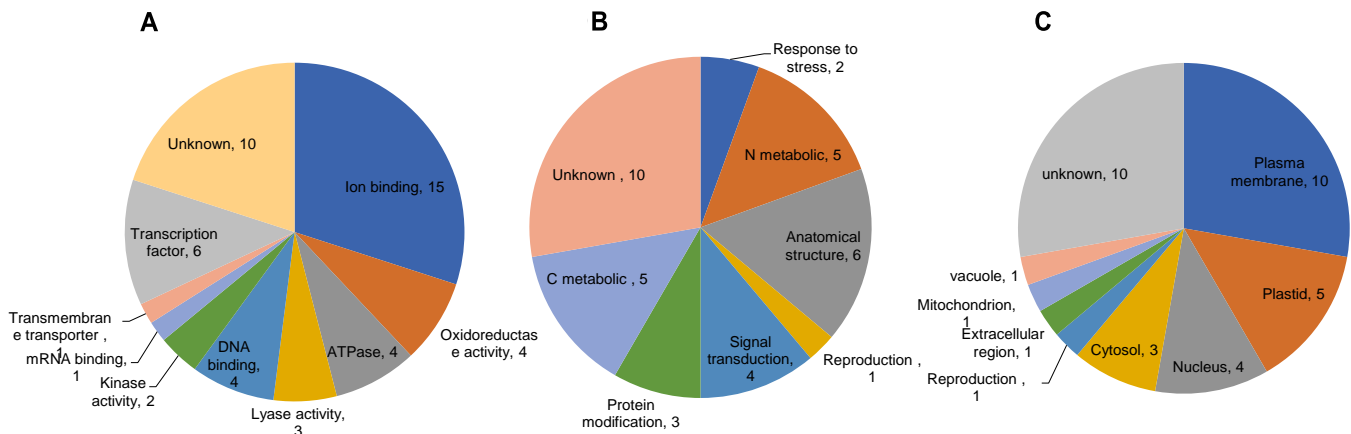 A
Ion binding, 15
Oxidoreductas
e activity, 4
ATPase, 4
Lyase activity,
3
DNA
binding,
4
Kinase
activity, 2
mRNA binding,
1
Transmembran
e transporter ,
1
Transcription
factor, 6
Unknown, 10
B
Response to
stress, 2
N metabolic, 5
Anatomical
structure, 6
Reproduction ,
1
Signal
transduction,
4
Protein
modification, 3
C metabolic , 5
Unknown , 10
C
Plasma
membrane, 10
Plastid, 5
Nucleus, 4
Cytosol, 3
Reproduction ,
1
Extracellular
region, 1
Mitochondrion,
1
vacuole, 1
unknown, 10